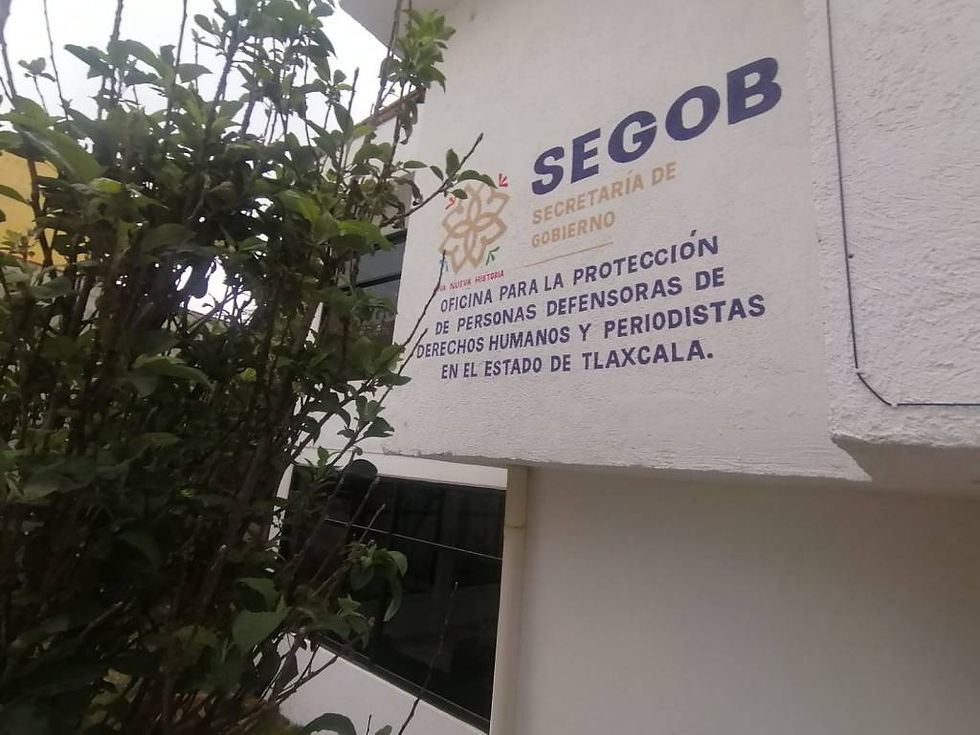 SEGOB
SECRETARÍA DE
GOBIERNO
NUEVA HISTORIA
OFICINA PARA LA PROTECCIÓN
DE PERSONAS DEFENSORAS DE
DERECHOS HUMANOS Y PERIODISTAS
EN EL ESTADO DE TLAXCALA.